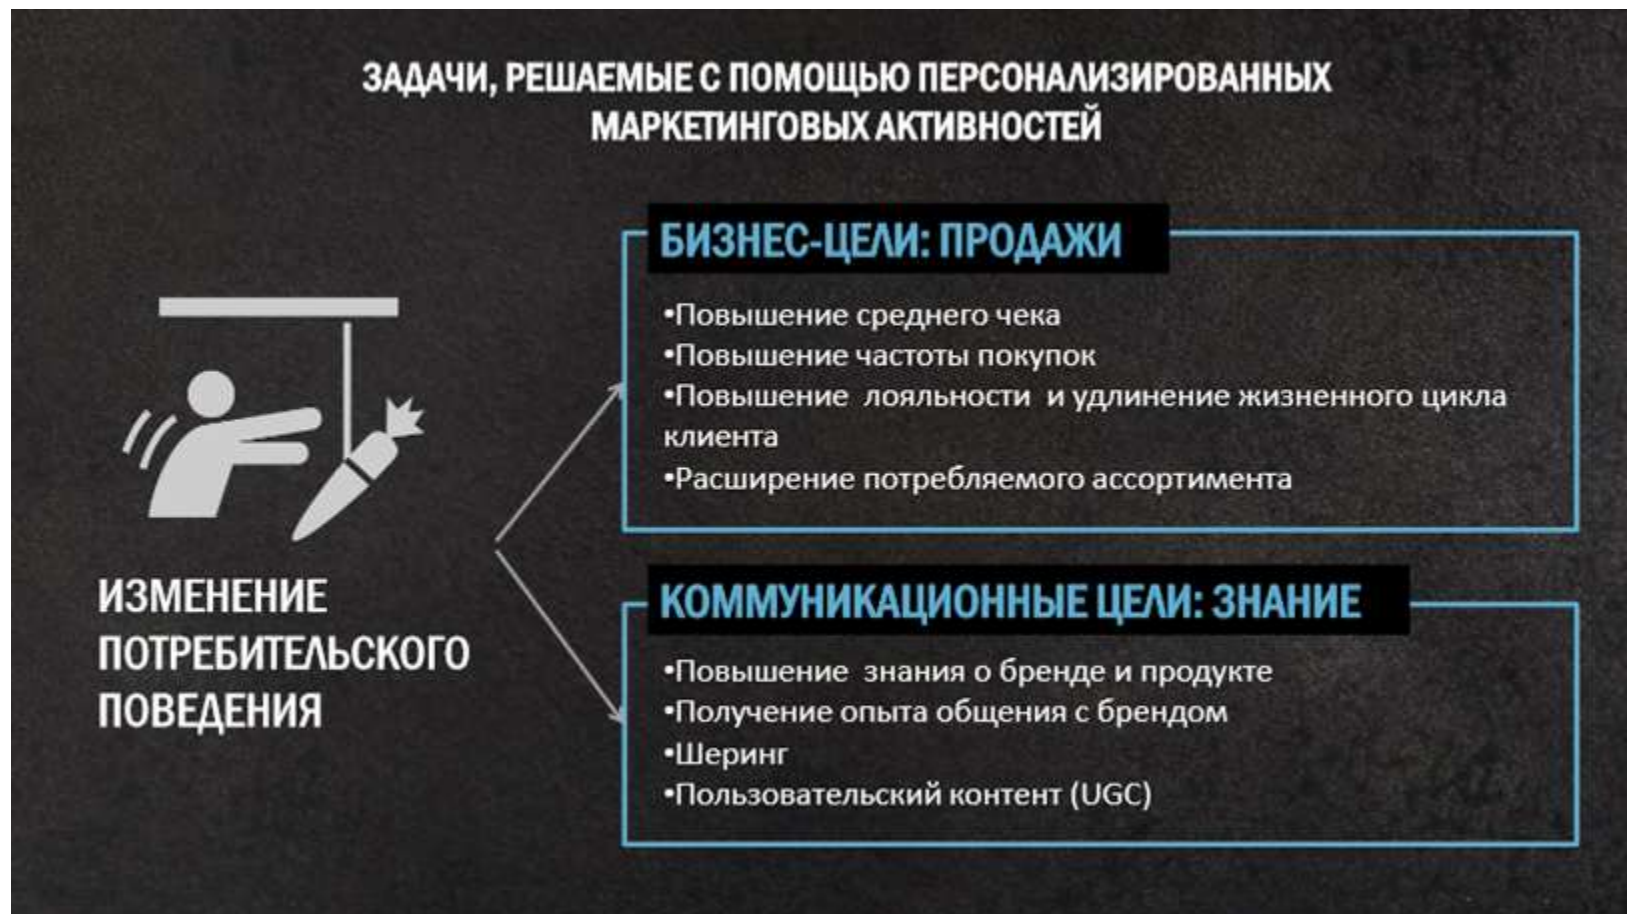 ЗАДАЧИ, РЕШАЕМЫЕ С ПОМОЩЬЮ ПЕРСОНАЛИЗИРОВАННЫХ
МАРКЕТИНГОВЫХ АКТИВНОСТЕЙ
ИЗМЕНЕНИЕ
ПОТРЕБИТЕЛЬСКОГО
ПОВЕДЕНИЯ
БИЗНЕС-ЦЕЛИ: ПРОДАЖИ
•Повышение среднего чека
•Повышение частоты покупок
•Повышение лояльности и удлинение жизненного цикла
клиента
•Расширение потребляемого ассортимента
КОММУНИКАЦИОННЫЕ ЦЕЛИ: ЗНАНИЕ
•Повышение знания о бренде и продукте
•Получение опыта общения с брендом
•Шеринг
•Пользовательский контент (UGC)